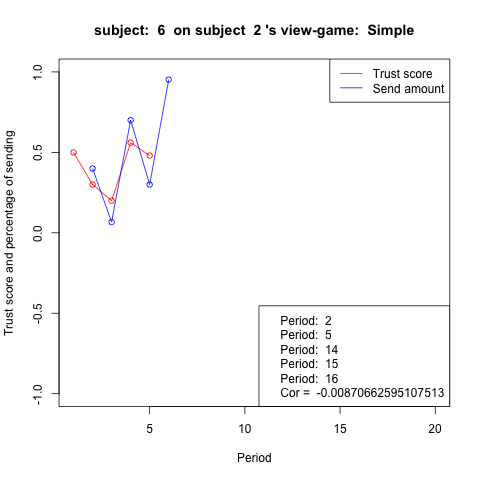 subject:  6  on subject  2 's view-game:  Simple
Trust score
Send amount
Trust score and percentage of sending
1.0
0.5
0.0
-0.5
-1.0
Period:  2
Period:  5
Period:  14
Period:  15
Period:  16
Cor =  -0.00870662595107513
5
10
15
20
Period